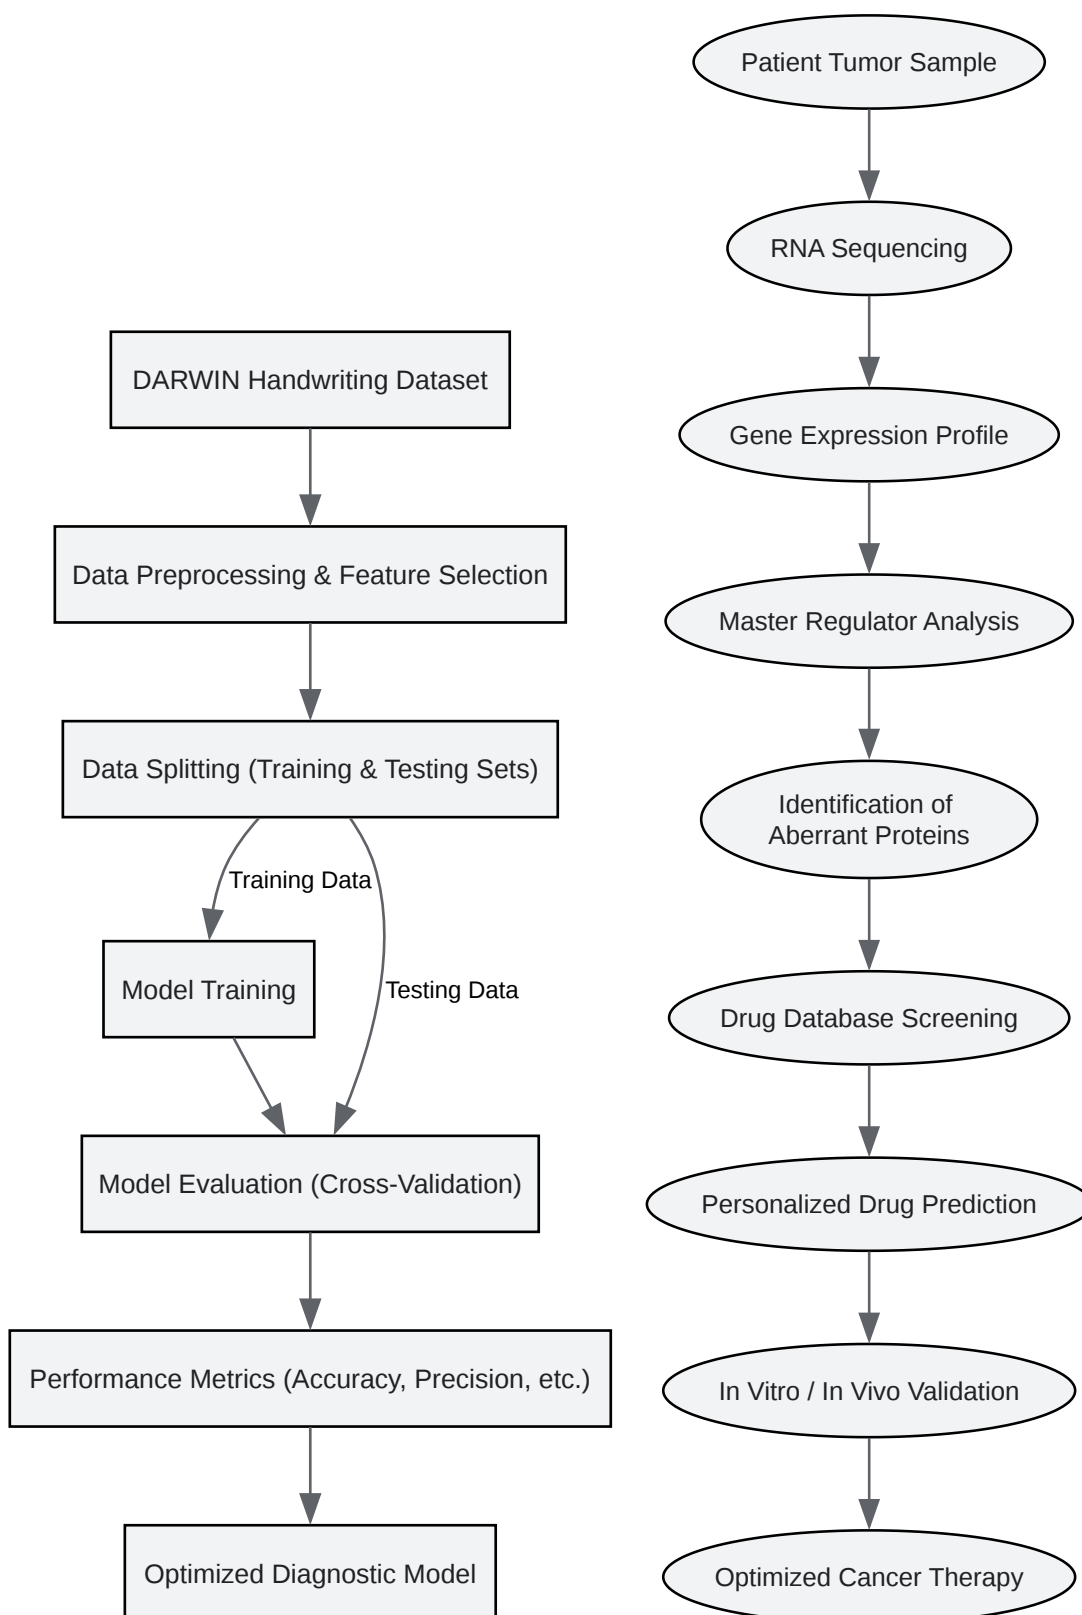 DARWIN Handwriting Dataset
Data Preprocessing & Feature Selection
Data Splitting (Training & Testing Sets)
Training Data
Model Training
Testing Data
Model Evaluation (Cross-Validation)
Performance Metrics (Accuracy, Precision, etc.)
Optimized Diagnostic Model
Patient Tumor Sample
RNA Sequencing
Gene Expression Profile
Master Regulator Analysis
Identification of
Aberrant Proteins
Drug Database Screening
Personalized Drug Prediction
In Vitro / In Vivo Validation
Optimized Cancer Therapy